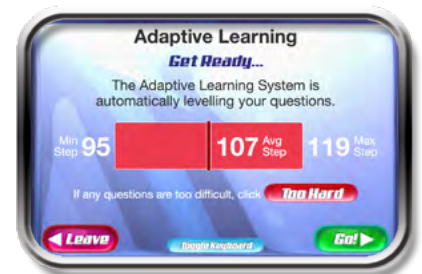 Adaptive Learning
Get Ready...
The Adaptive Learning System is
automatically levelling your questions.
Min Step 95 107 Avg Step 119 Max Step
If any questions are too difficult, click Too Hard
Leave Toggle Keyboard Go!